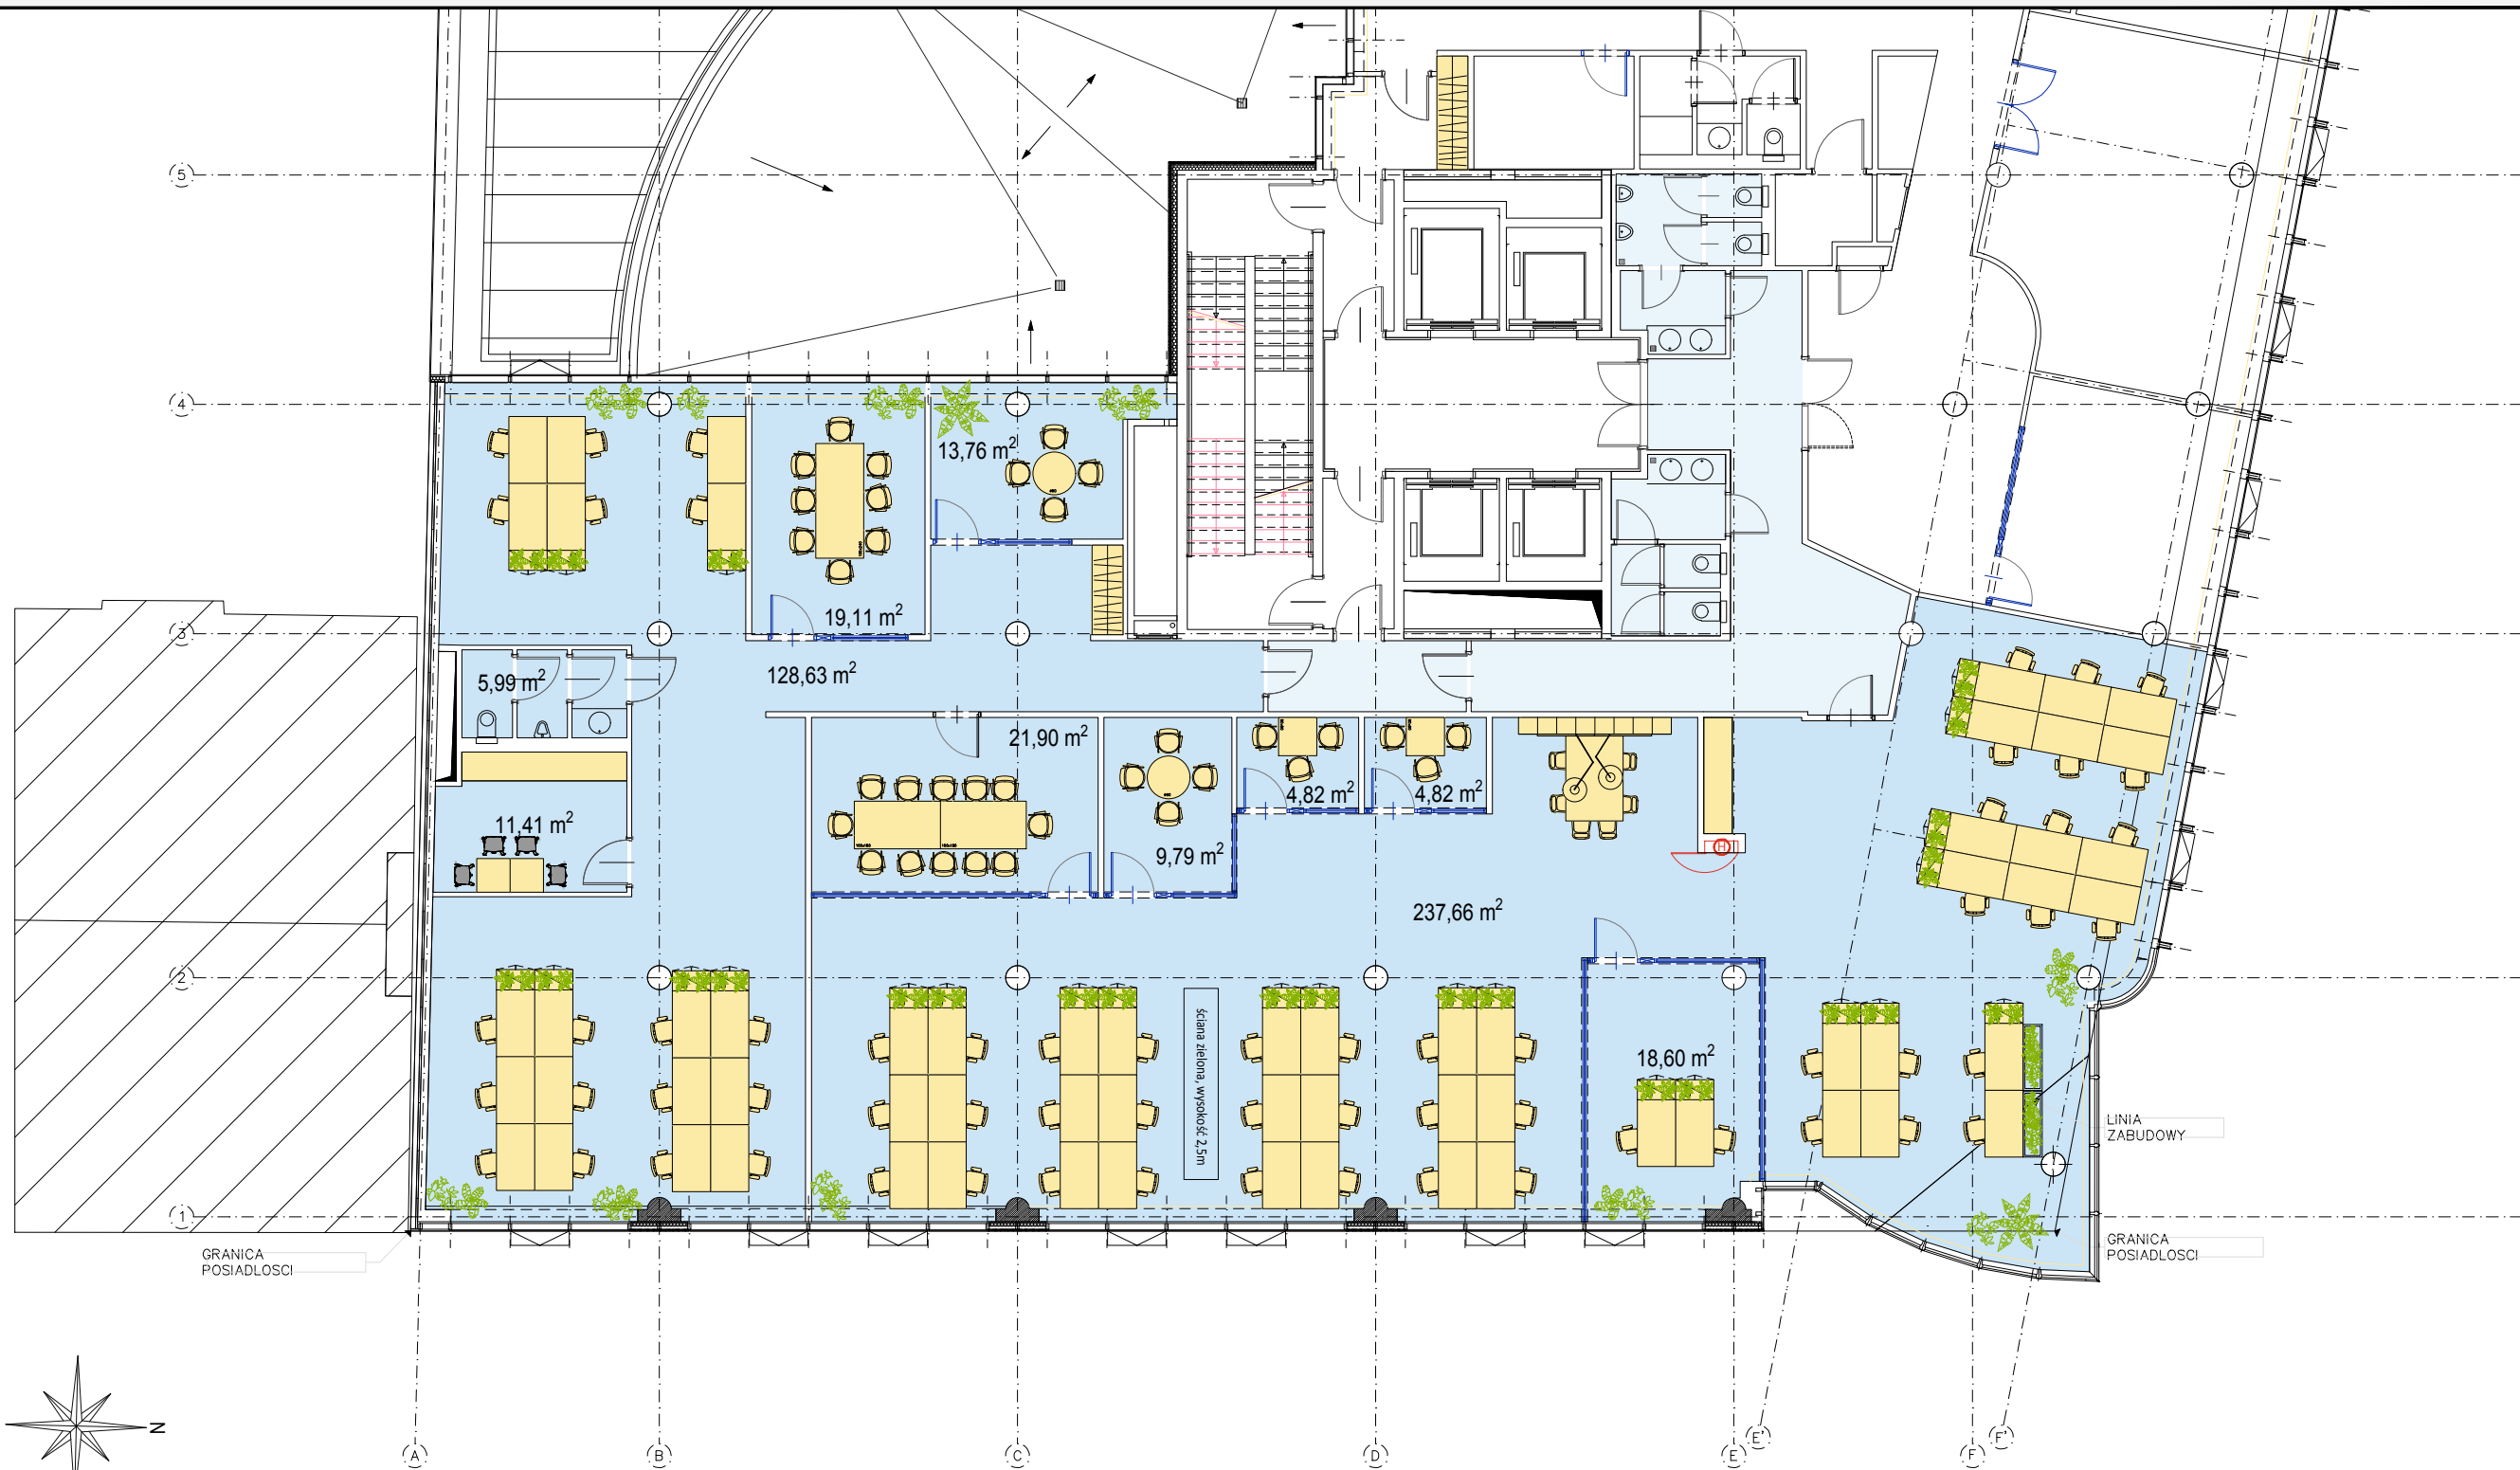 5
4
13,76 m²
19,11 m²
3
128,63 m²
5,99 m²
21,90 m²
4,82 m²
4,82 m²
11,41 m²
9,79 m²
H
237,66 m²
2
ściana zielona, wysokość 2,5m
18,60 m²
LINIA
ZABUDOWY
1
GRANICA
POSIADLOSCI
GRANICA
POSIADLOSCI
N
A
B
C
D
E
E'
F
F'